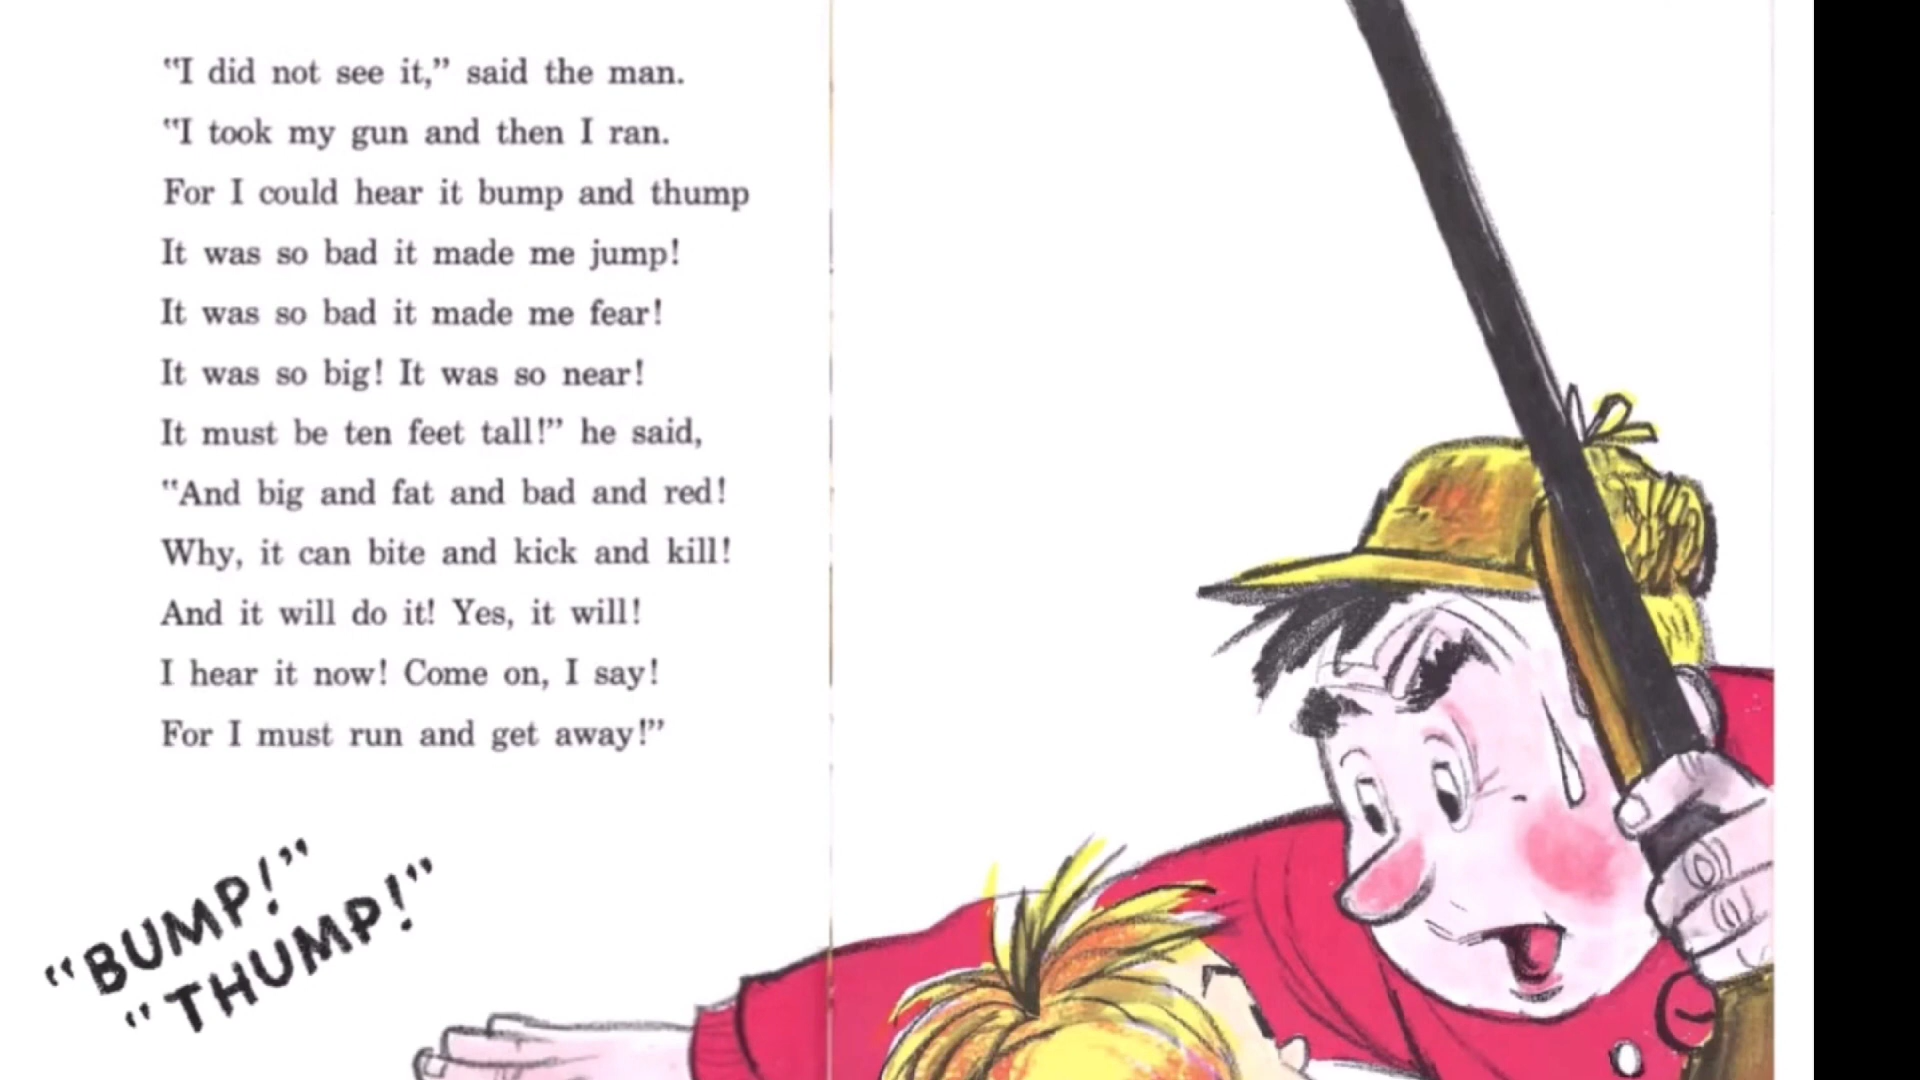 "I did not see it," said the man.
"I took my gun and then I ran.
For I could hear it bump and thump
It was so bad it made me jump!
It was so bad it made me fear!
It was so big! It was so near!
It must be ten feet tall!" he said,
"And big and fat and bad and red!
Why, it can bite and kick and kill!
And it will do it! Yes, it will!
I hear it now! Come on, I say!
For I must run and get away!"
"BUMP!"
"THUMP!"